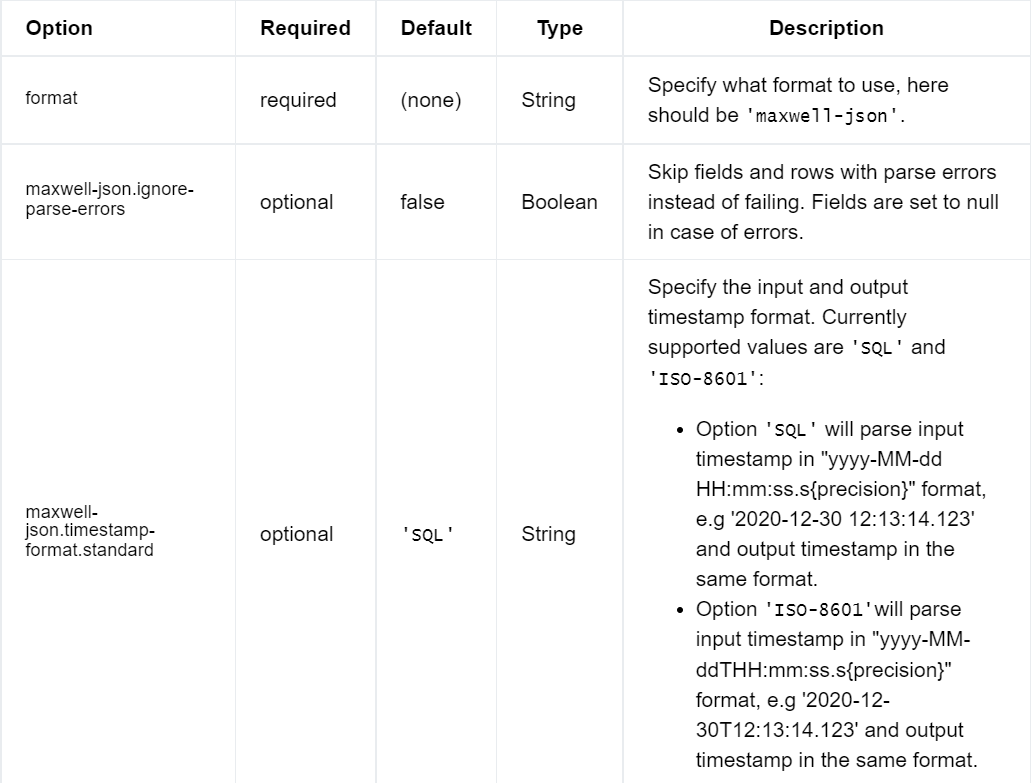 Option Required Default Type Description
format required (none) String Specify what format to use, here
should be 'maxwell-json'.
maxwell-json.ignore-
parse-errors optional false Boolean Skip fields and rows with parse errors
instead of failing. Fields are set to null
in case of errors.
maxwell-
json.timestamp-
format.standard optional 'SQL' String Specify the input and output
timestamp format. Currently
supported values are 'SQL' and
'ISO-8601':
• Option 'SQL' will parse input
timestamp in "yyyy-MM-dd
HH:mm:ss.s{precision}" format,
e.g '2020-12-30 12:13:14.123'
and output timestamp in the
same format.
• Option 'ISO-8601'will parse
input timestamp in "yyyy-MM-
ddTHH:mm:ss.s{precision}"
format, e.g '2020-12-
30T12:13:14.123' and output
timestamp in the same format.